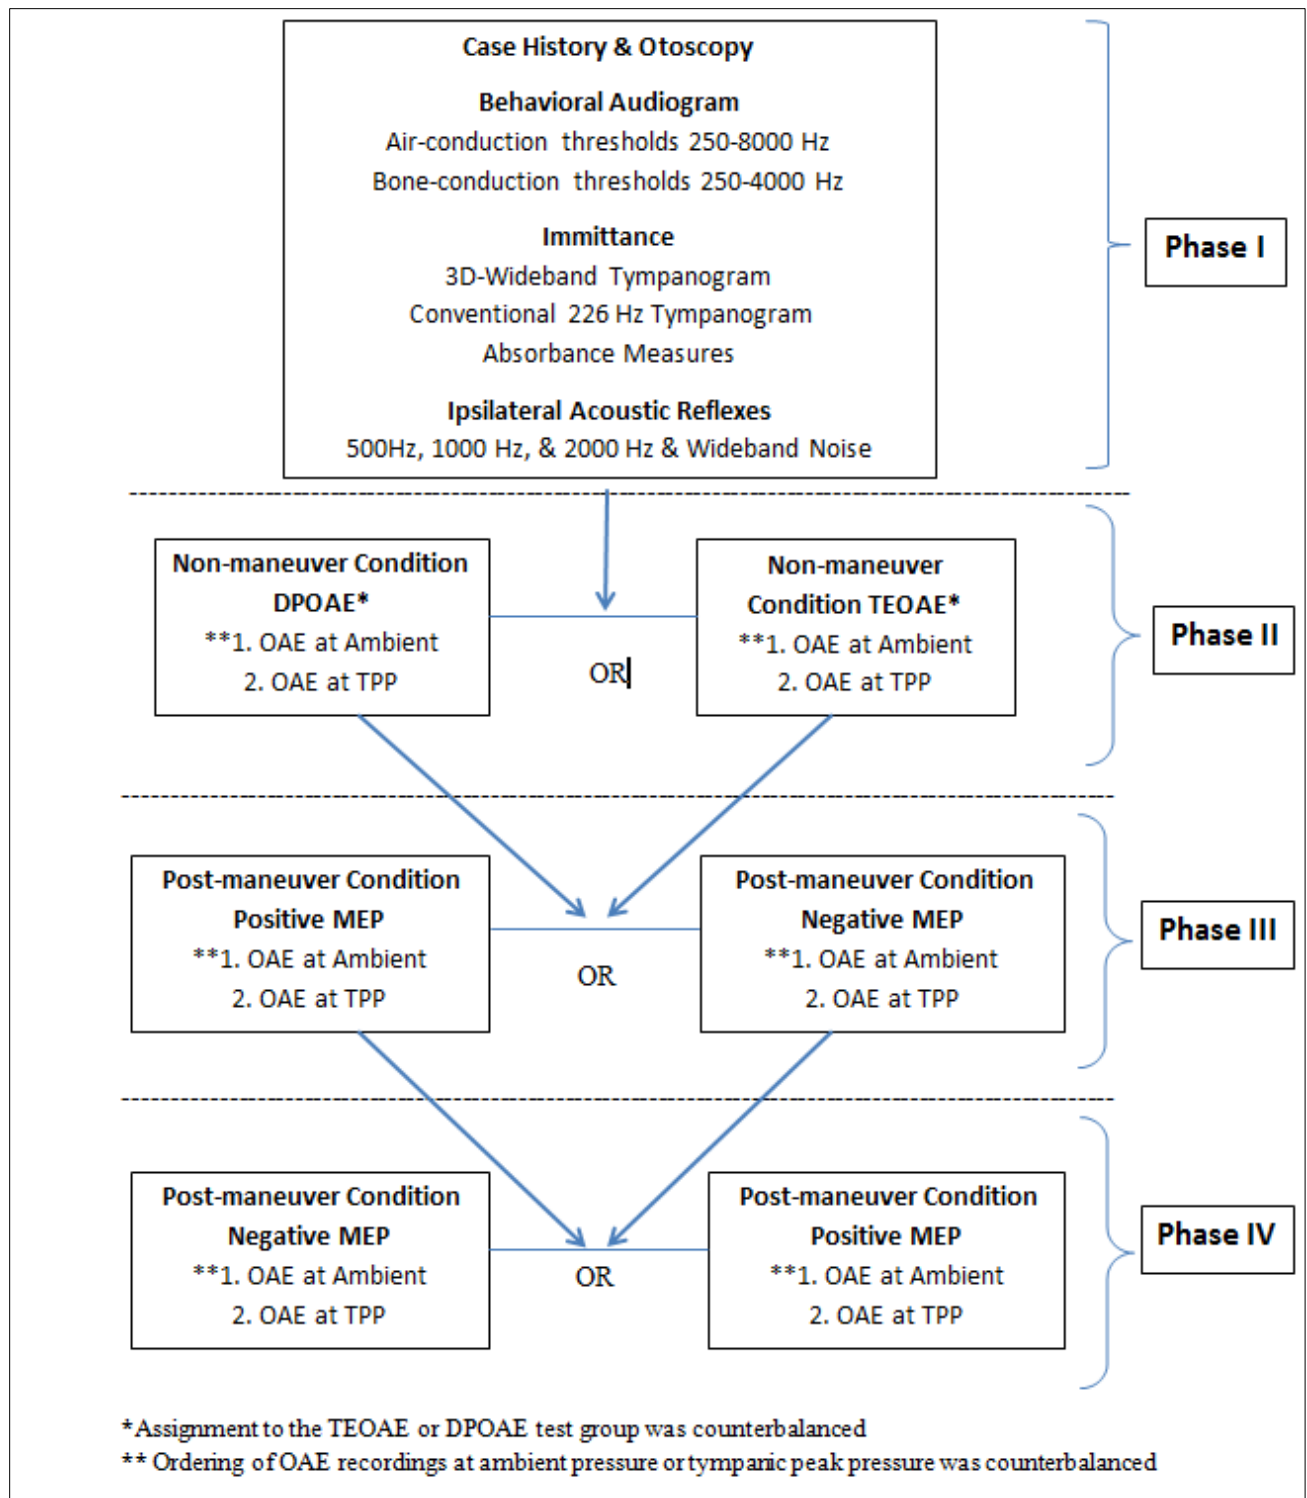 Case History & Otoscopy
Behavioral Audiogram
Air-conduction thresholds 250-8000 Hz
Bone-conduction thresholds 250-4000 Hz
Immittance
3D-Wideband Tympanogram
Conventional 226 Hz Tympanogram
Absorbance Measures
Ipsilateral Acoustic Reflexes
500Hz, 1000 Hz, & 2000 Hz & Wideband Noise
Phase I
Non-maneuver Condition
DPOAE*
**1. OAE at Ambient
2. OAE at TPP
OR
Non-maneuver
Condition TEOAE*
**1. OAE at Ambient
2. OAE at TPP
Phase II
Post-maneuver Condition
Positive MEP
**1. OAE at Ambient
2. OAE at TPP
OR
Post-maneuver Condition
Negative MEP
**1. OAE at Ambient
2. OAE at TPP
Phase III
Post-maneuver Condition
Negative MEP
**1. OAE at Ambient
2. OAE at TPP
OR
Post-maneuver Condition
Positive MEP
**1. OAE at Ambient
2. OAE at TPP
Phase IV
*Assignment to the TEOAE or DPOAE test group was counterbalanced
** Ordering of OAE recordings at ambient pressure or tympanic peak pressure was counterbalanced